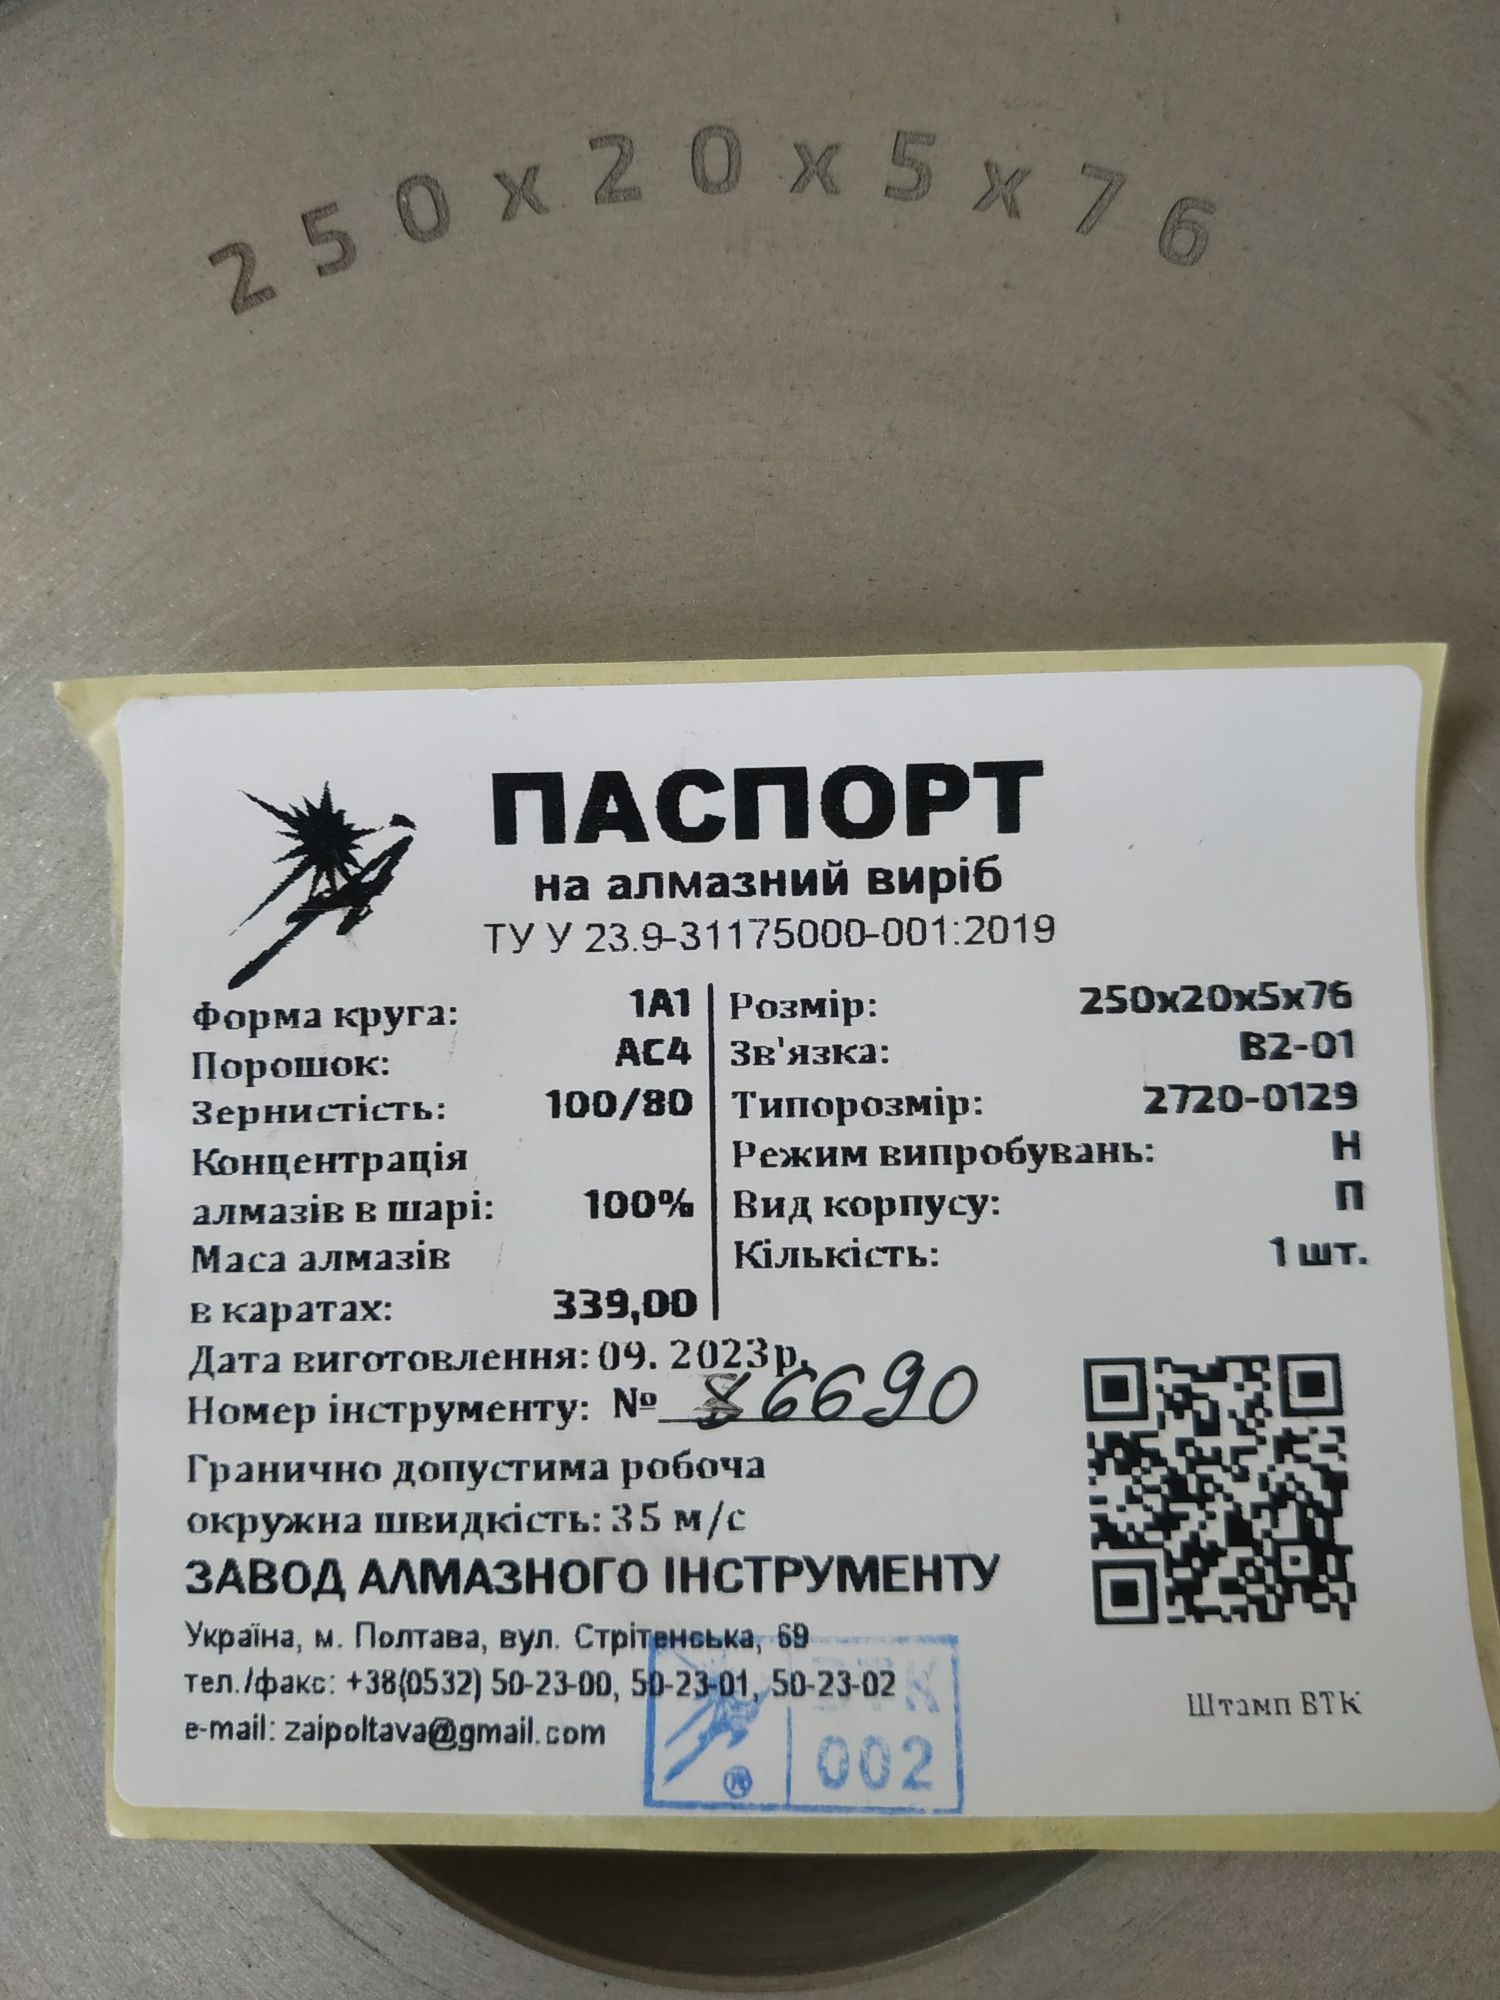 250x20x5x76
ПАСПОРТ
на алмазний виріб
ТУ У 23.9-31175000-001:2019
Форма круга: 1А1
Порошок: АС4
Зернистість: 100/80
Концентрація
алмазів в шарі: 100%
Маса алмазів
в каратах: 339,00
Розмір: 250х20х5х76
Зв'язка: В2-01
Типорозмір: 2720-0129
Режим випробувань: Н
Вид корпусу: П
Кількість: 1 шт.
Дата виготовлення: 09. 2023р.
Номер інструменту: №
Гранично допустима робоча
окружна швидкість: 35 м/с
ЗАВОД АЛМАЗНОГО ІНСТРУМЕНТУ
Україна, м. Полтава, вул. Стрітенська, 69
тел./факс: +38(0532) 50-23-00, 50-23-01, 50-23-02
e-mail: zaipoltava@gmail.com
Штамп ВТК
ВТК
002
®